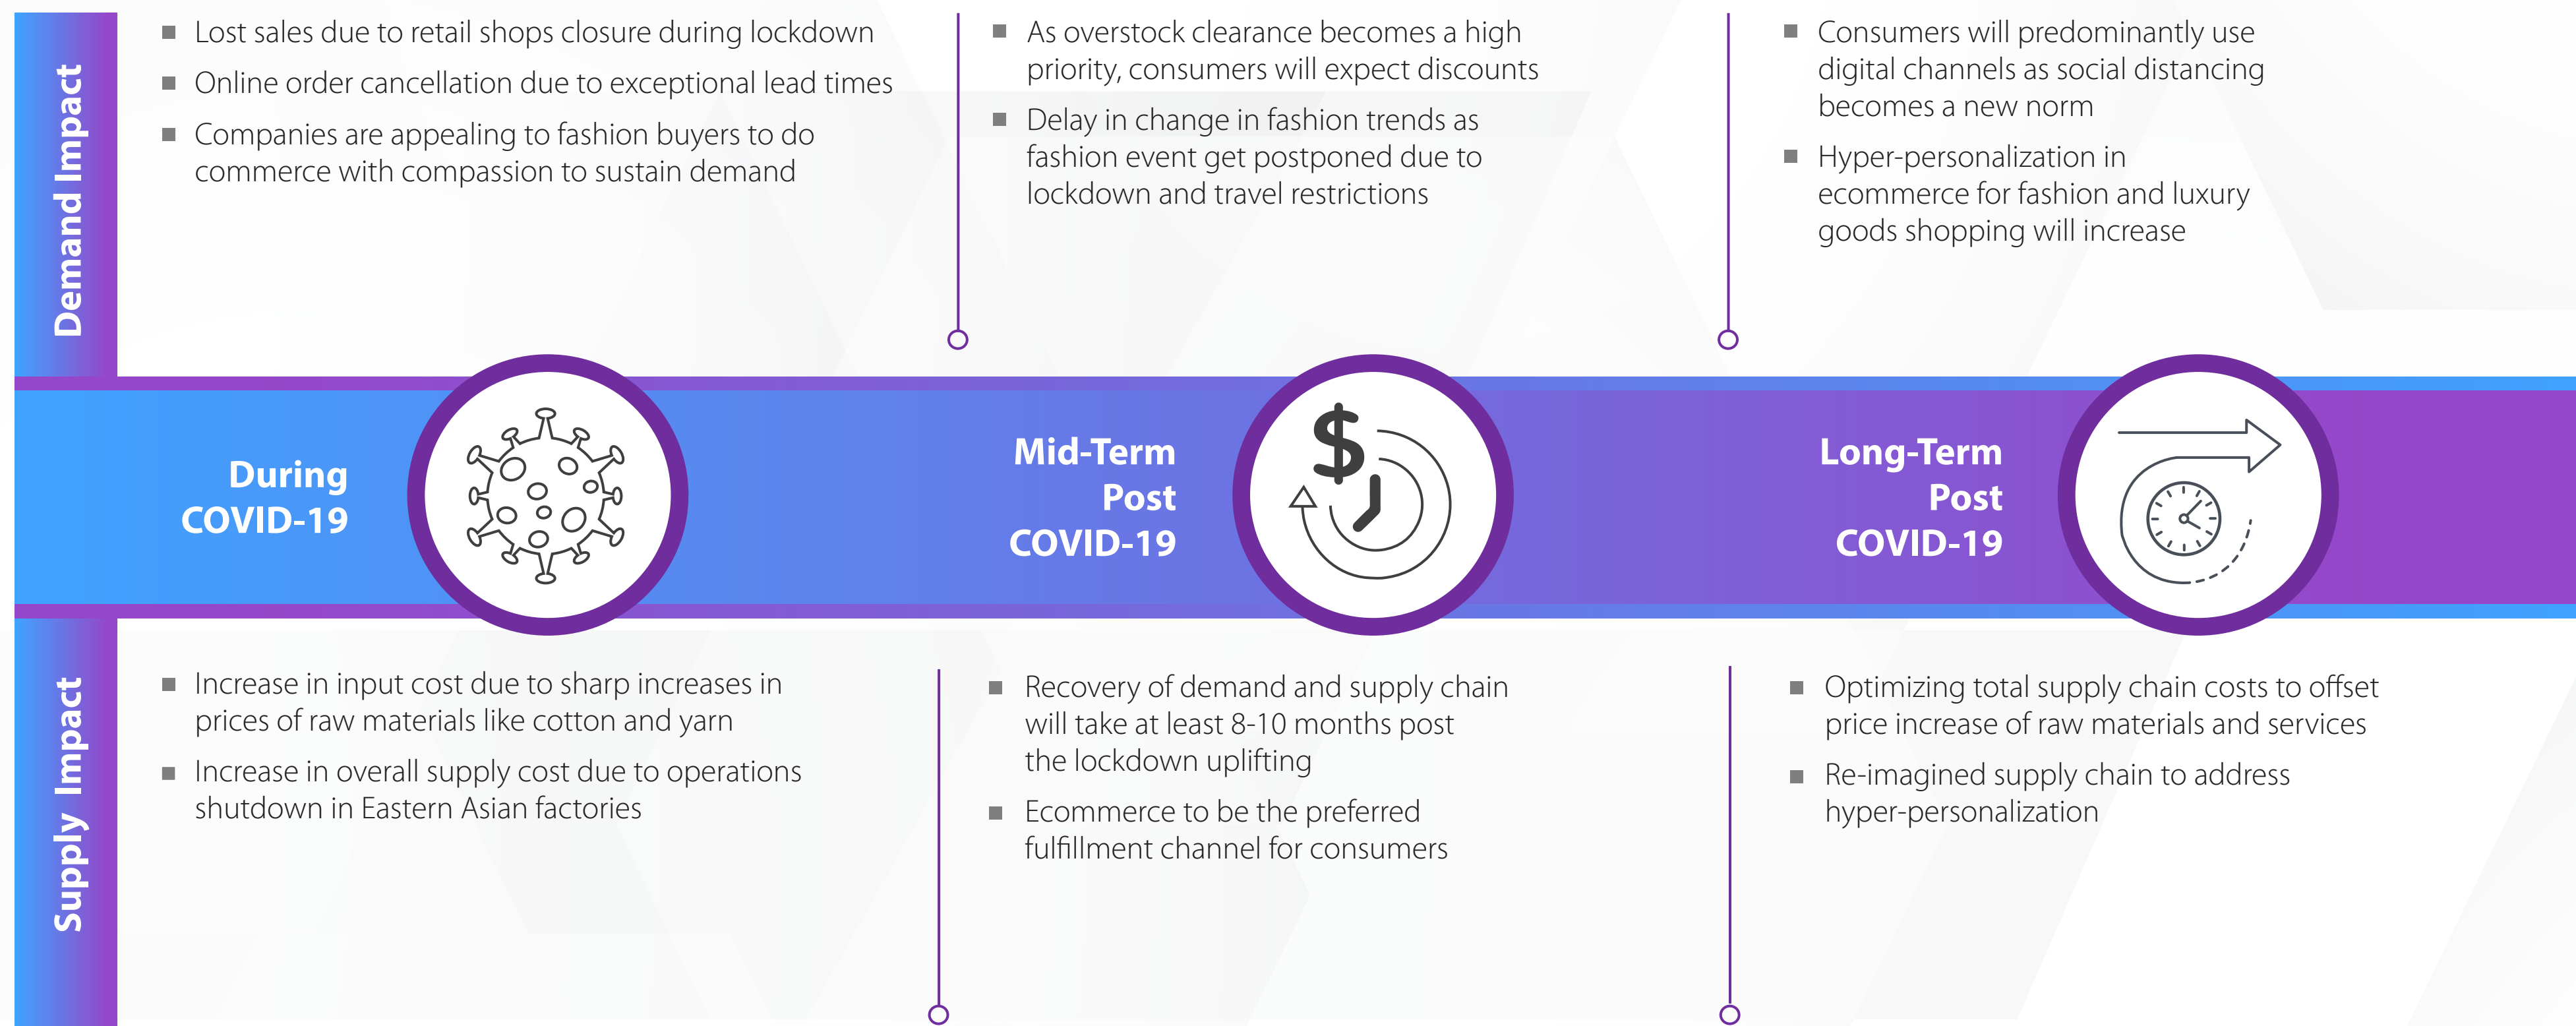 Demand Impact
Lost sales due to retail shops closure during lockdown
Online order cancellation due to exceptional lead times
Companies are appealing to fashion buyers to do
commerce with compassion to sustain demand
As overstock clearance becomes a high
priority, consumers will expect discounts
Delay in change in fashion trends as
fashion event get postponed due to
lockdown and travel restrictions
Consumers will predominantly use
digital channels as social distancing
becomes a new norm
Hyper-personalization in
ecommerce for fashion and luxury
goods shopping will increase
During
COVID-19
Mid-Term
Post
COVID-19
$
Long-Term
Post
COVID-19
Supply Impact
Increase in input cost due to sharp increases in
prices of raw materials like cotton and yarn
Increase in overall supply cost due to operations
shutdown in Eastern Asian factories
Recovery of demand and supply chain
will take at least 8-10 months post
the lockdown uplifting
Ecommerce to be the preferred
fulfillment channel for consumers
Optimizing total supply chain costs to offset
price increase of raw materials and services
Re-imagined supply chain to address
hyper-personalization